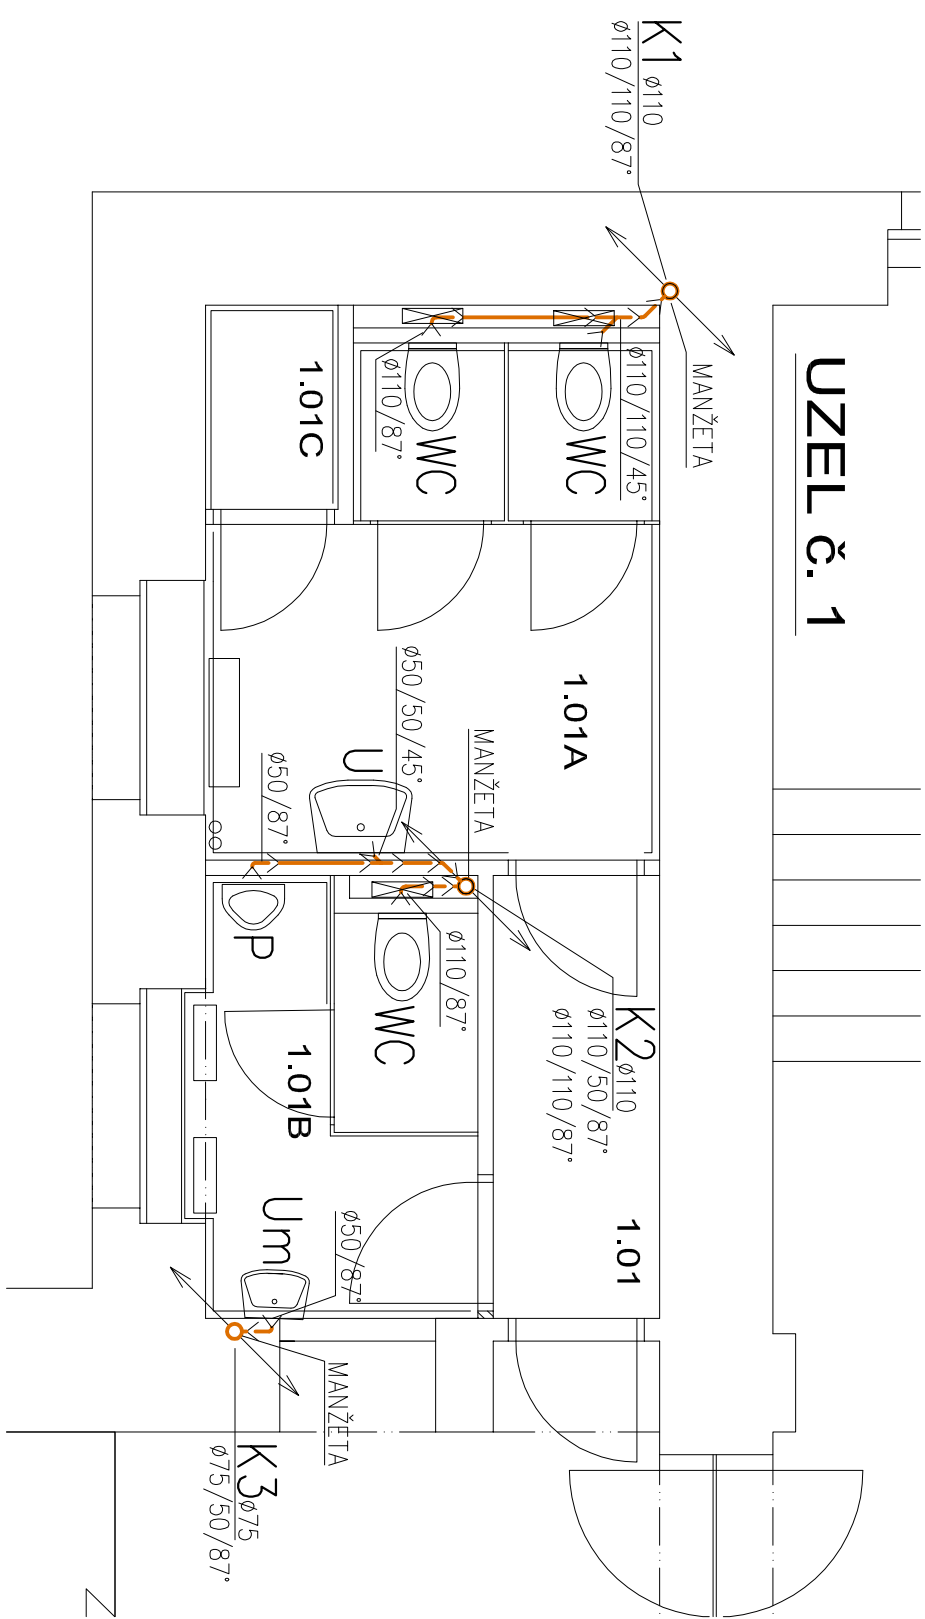 UZEL č. 1
K1 ø110
ø110/110/87°
MANŽETA
ø110/110/45°
WC
WC
ø110/87°
1.01C
1.01A
MANŽETA
ø50/50/45°
U
ø50/87°
P
ø110/87°
WC
K2 ø110
ø110/50/87°
ø110/110/87°
1.01B
1.01
Um
ø50/87°
MANŽETA
K3 ø75
ø75/50/87°